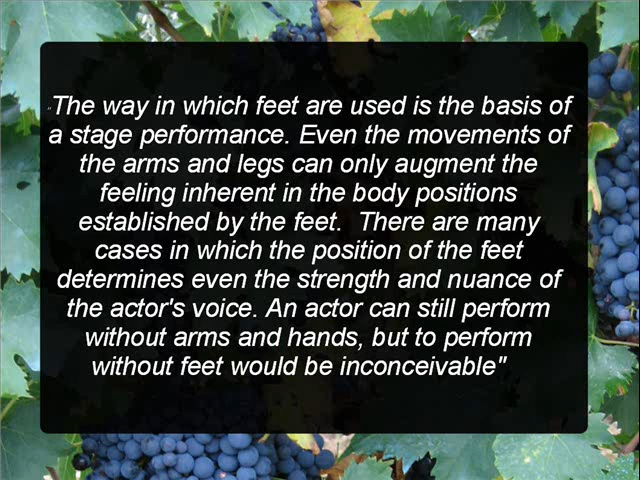 "The way in which feet are used is the basis of
a stage performance. Even the movements of
the arms and legs can only augment the
feeling inherent in the body positions
established by the feet.  There are many
cases in which the position of the feet
determines even the strength and nuance of
the actor's voice. An actor can still perform
without arms and hands, but to perform
without feet would be inconceivable"